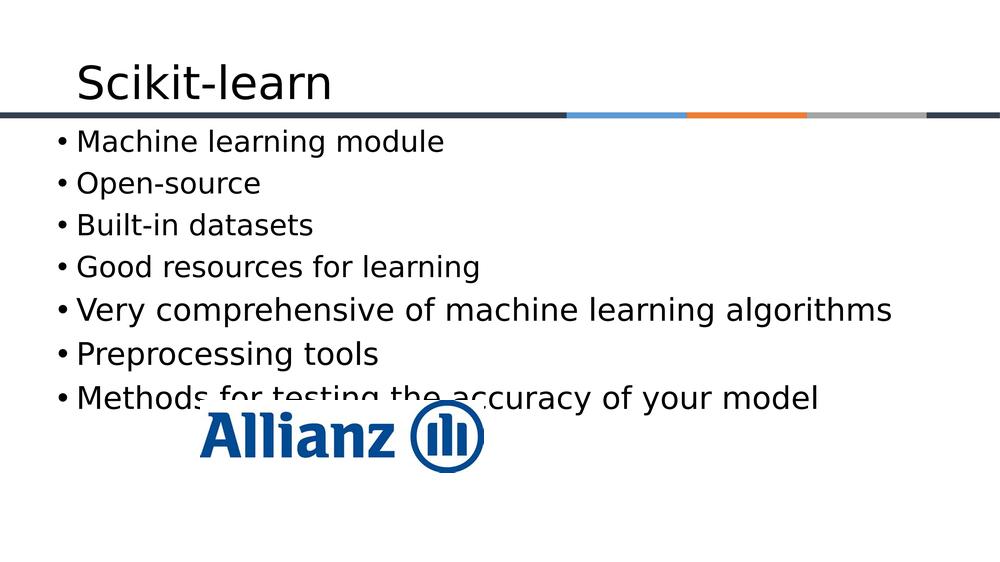 Scikit-learn
• Machine learning module
• Open-source
• Built-in datasets
• Good resources for learning
• Very comprehensive of machine learning algorithms
• Preprocessing tools
• Methods for testing the accuracy of your model
Allianz